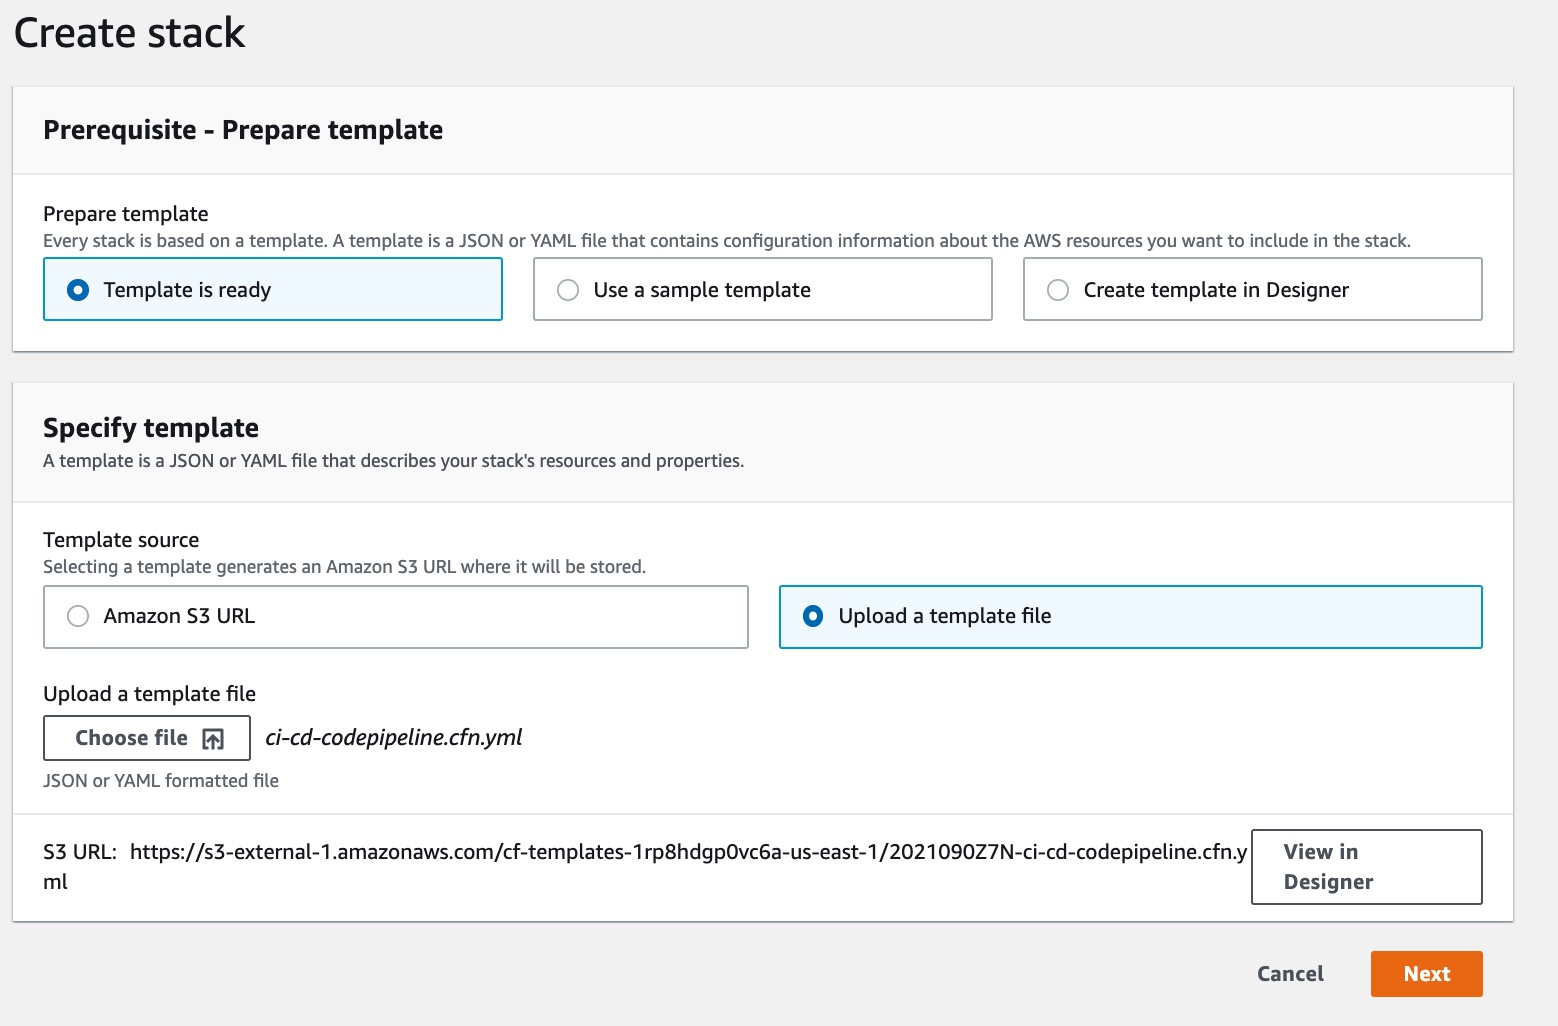 Create stack
Prerequisite - Prepare template
Prepare template
Every stack is based on a template. A template is a JSON or YAML file that contains configuration information about the AWS resources you want to include in the stack.
Template is ready
Use a sample template
Create template in Designer
Specify template
A template is a JSON or YAML file that describes your stack's resources and properties.
Template source
Selecting a template generates an Amazon S3 URL where it will be stored.
Amazon S3 URL
Upload a template file
Upload a template file
Choose file
ci-cd-codepipeline.cfn.yml
JSON or YAML formatted file
S3 URL: https://s3-external-1.amazonaws.com/cf-templates-1rp8hdgp0vc6a-us-east-1/2021090Z7N-ci-cd-codepipeline.cfn.y
ml
View in
Designer
Cancel
Next